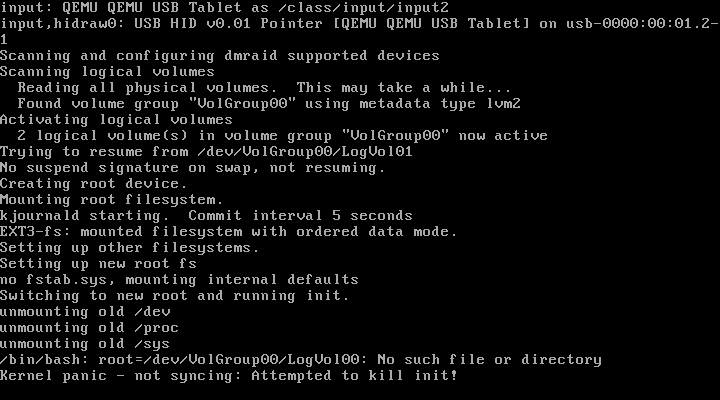 input: QEMU QEMU USB Tablet as /class/input/input2
input,hidraw0: USB HID v0.01 Pointer [QEMU QEMU USB Tablet] on usb-0000:00:01.2-
1
Scanning and configuring dmraid supported devices
Scanning logical volumes
  Reading all physical volumes.  This may take a while...
  Found volume group "VolGroup00" using metadata type lvm2
Activating logical volumes
  2 logical volume(s) in volume group "VolGroup00" now active
Trying to resume from /dev/VolGroup00/LogVol01
No suspend signature on swap, not resuming.
Creating root device.
Mounting root filesystem.
kjournald starting.  Commit interval 5 seconds
EXT3-fs: mounted filesystem with ordered data mode.
Setting up other filesystems.
Setting up new root fs
no fstab.sys, mounting internal defaults
Switching to new root and running init.
unmounting old /dev
unmounting old /proc
unmounting old /sys
/bin/bash: root=/dev/VolGroup00/LogVol00: No such file or directory
Kernel panic - not syncing: Attempted to kill init!